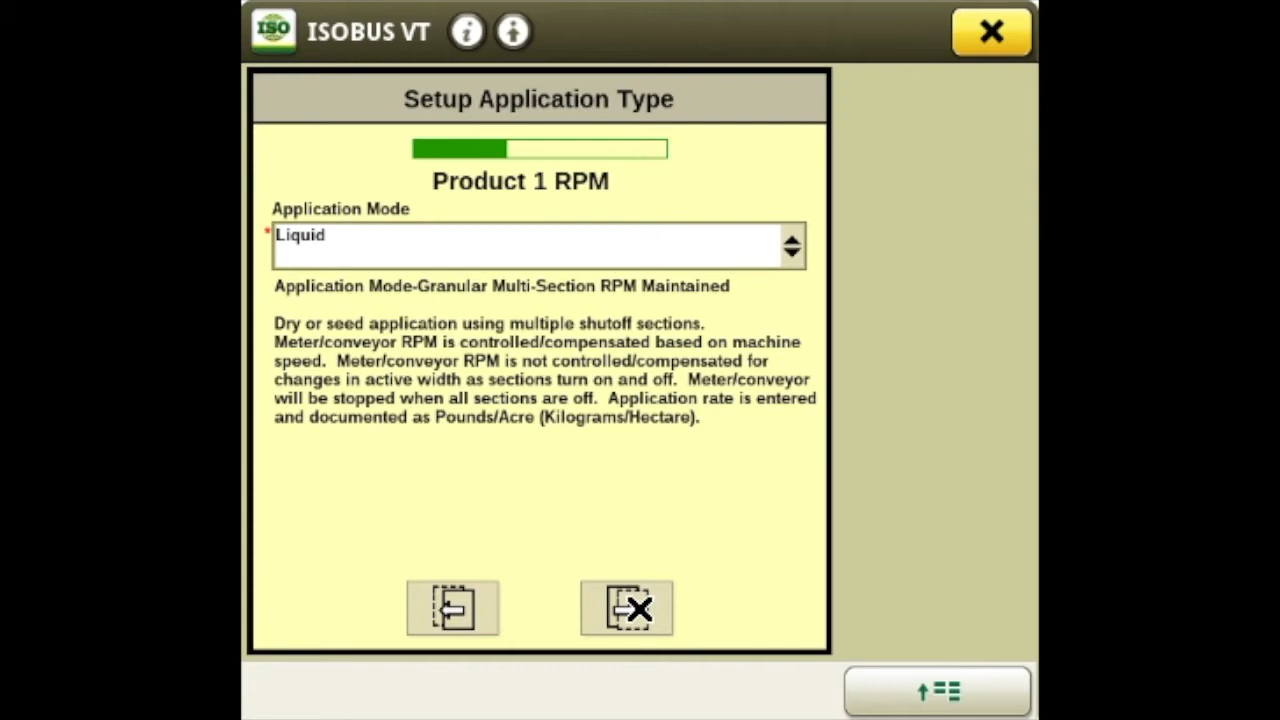 ISO
ISOBUS VT
Setup Application Type
Product 1 RPM
Application Mode
*Liquid
Application Mode-Granular Multi-Section RPM Maintained
Dry or seed application using multiple shutoff sections.
Meter/conveyor RPM is controlled/compensated based on machine
speed.  Meter/conveyor RPM is not controlled/compensated for
changes in active width as sections turn on and off.  Meter/conveyor
will be stopped when all sections are off.  Application rate is entered
and documented as Pounds/Acre (Kilograms/Hectare).